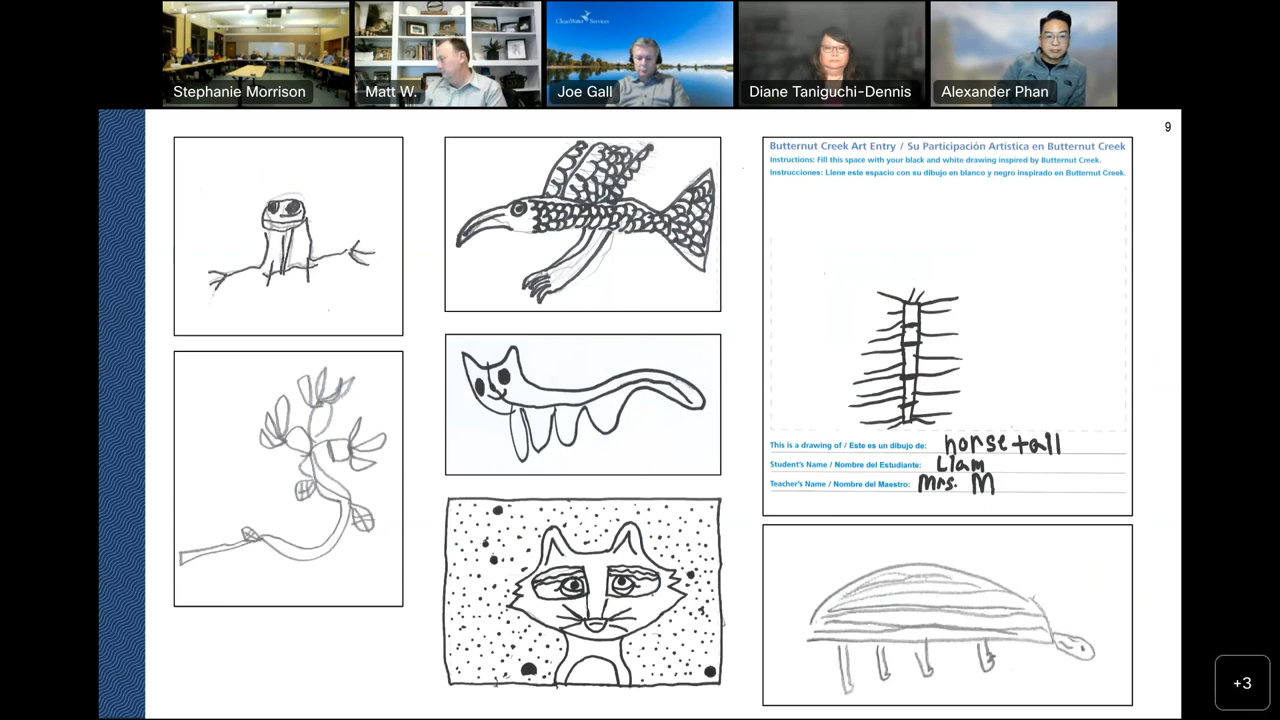 CleanWater Services
Stephanie Morrison
Matt W.
Joe Gall
Diane Taniguchi-Dennis
Alexander Phan
9
Butternut Creek Art Entry / Su Participación Artística en Butternut Creek
Instructions: Fill this space with your black and white drawing inspired by Butternut Creek.
Instrucciones: Llene este espacio con su dibujo en blanco y negro inspirado en Butternut Creek.
This is a drawing of / Este es un dibujo de: horsetall
Student's Name / Nombre del Estudiante: Liam
Teacher's Name / Nombre del Maestro: Mrs. M
+3